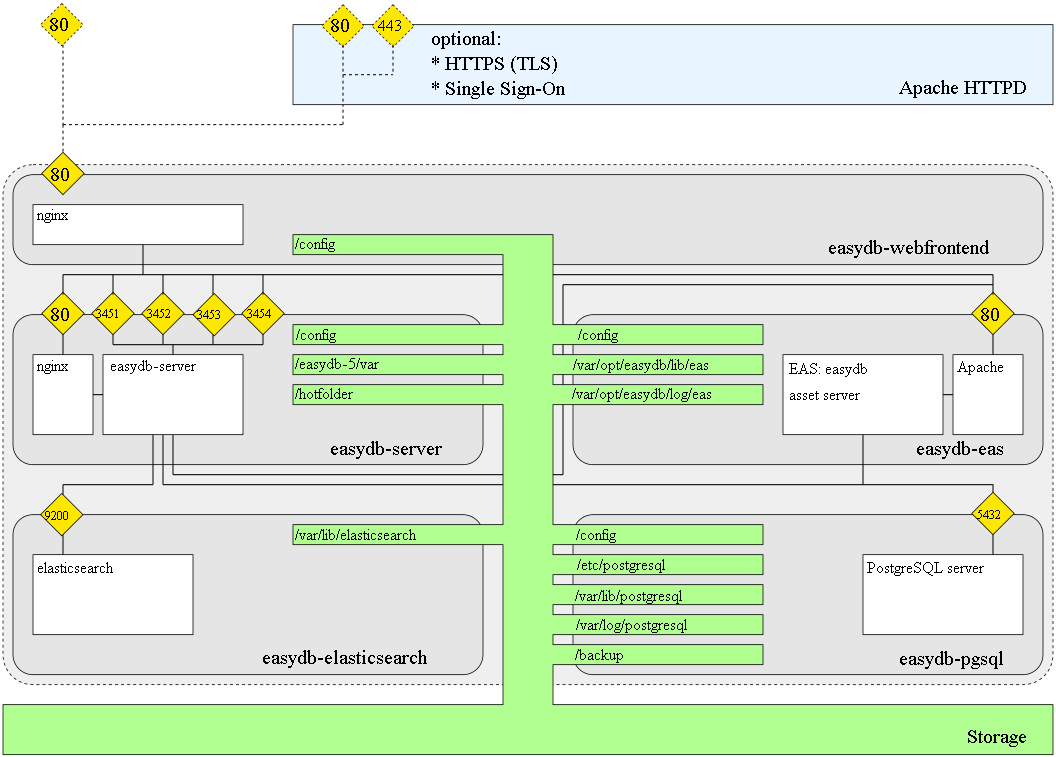 80
80
443
optional:
* HTTPS (TLS)
* Single Sign-On
Apache HTTPD
80
nginx
/config
easydb-webfrontend
80
3451
3452
3453
3454
80
/config
/config
nginx
easydb-server
/easydb-5/var
/var/opt/easydb/lib/eas
EAS: easydb
asset server
Apache
/hotfolder
/var/opt/easydb/log/eas
easydb-server
easydb-eas
9200
5432
/var/lib/elasticsearch
/config
elasticsearch
/etc/postgresql
PostgreSQL server
/var/lib/postgresql
/var/log/postgresql
/backup
easydb-elasticsearch
easydb-pgsql
Storage